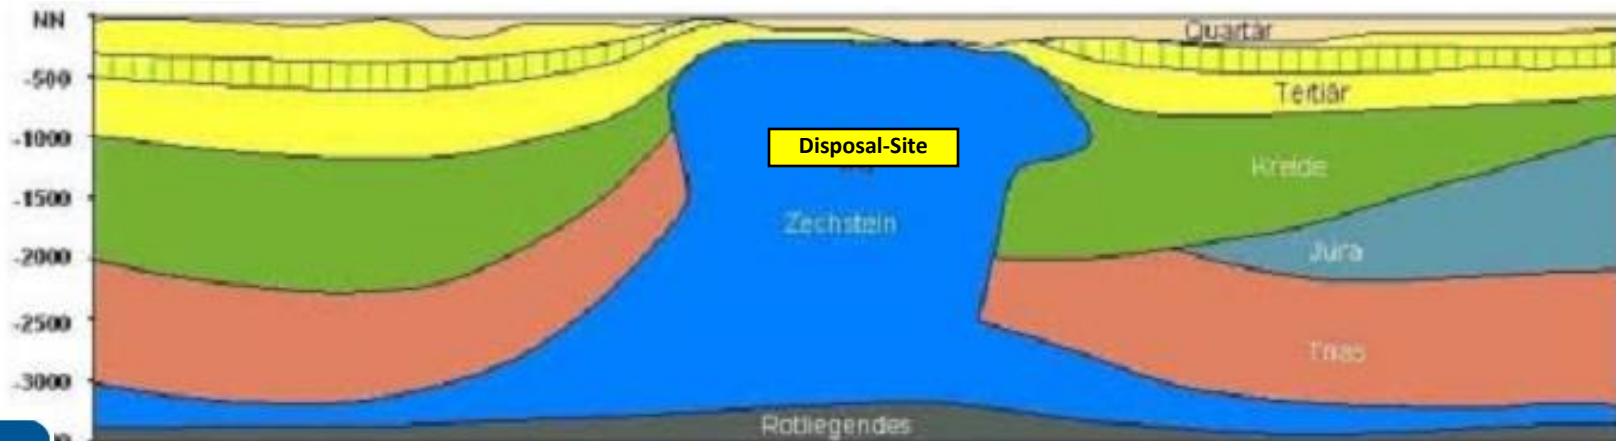 NN
Quartär
-500
Tertiär
-1000
Disposal-Site
Kreide
-1500
Zechstein
-2000
Jura
-2500
Trias
-3000
Rotliegendes